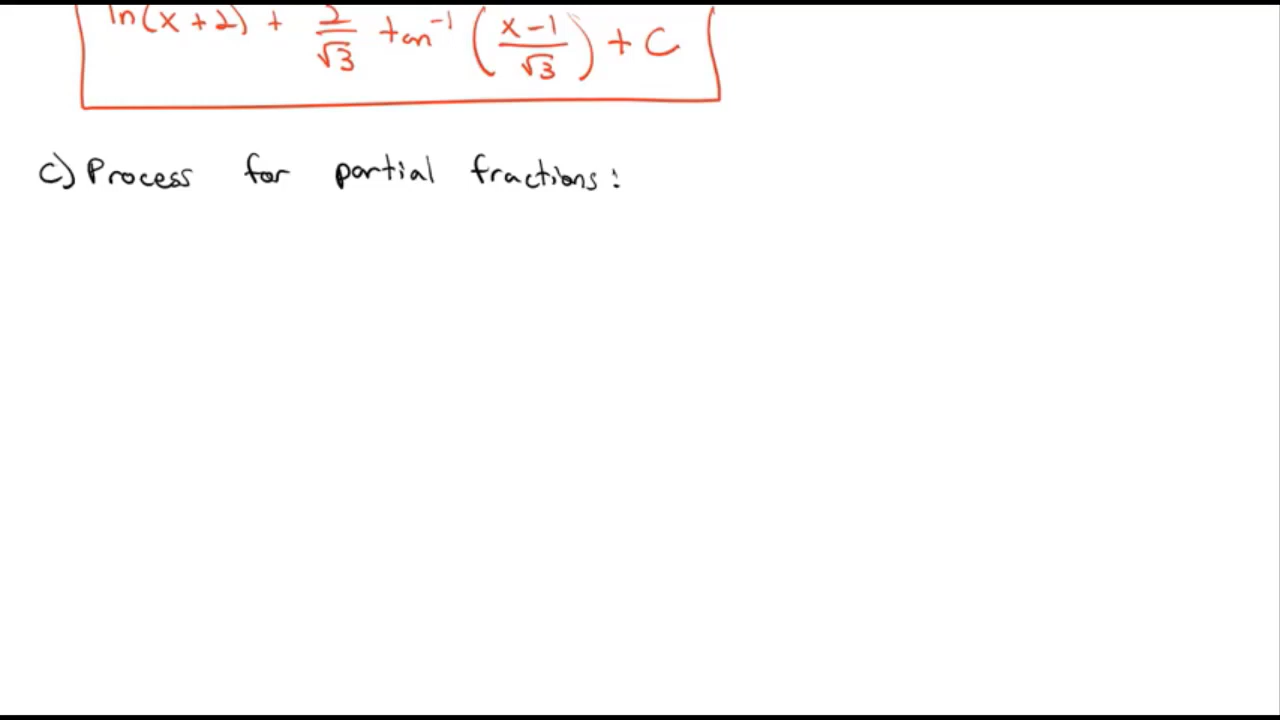 ln(x + 2) + 2/√3 tan⁻¹ (x − 1/√3) + C
c) Process for partial fractions: